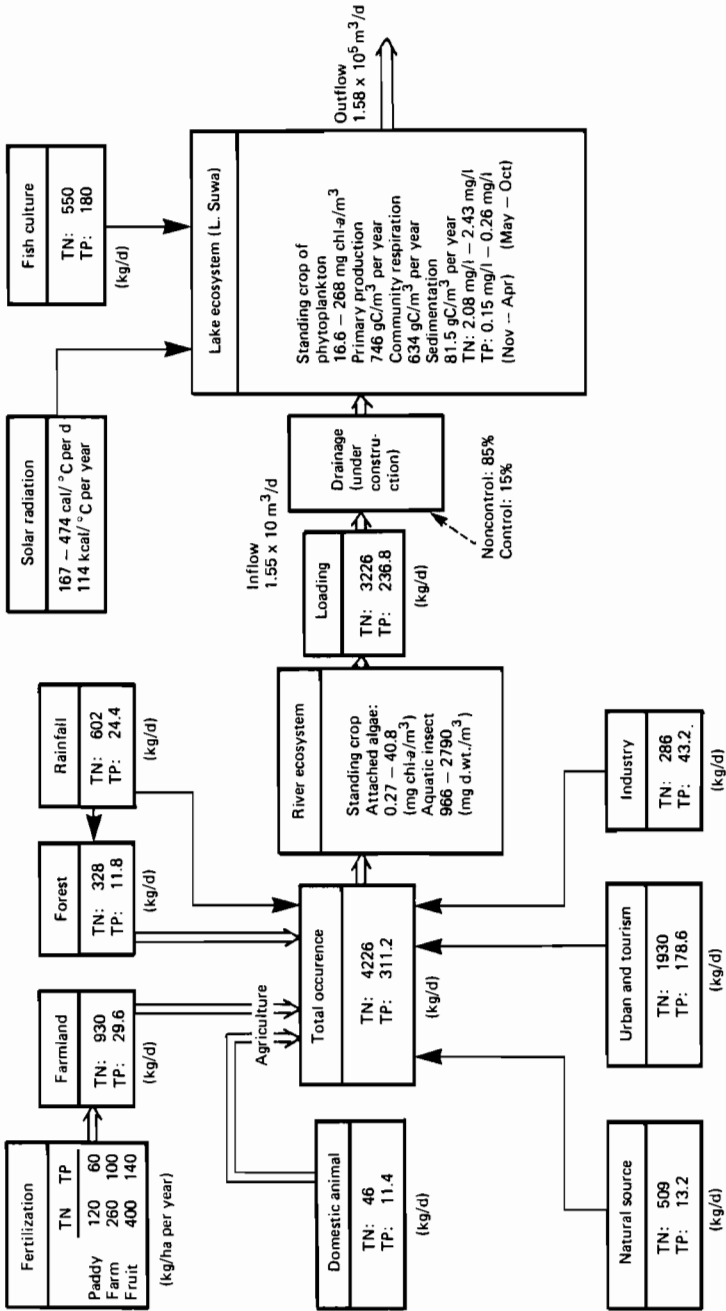 Fertilization
TN TP
Paddy 120 60
Farm 260 100
Fruit 400 140
(kg/ha per year)
Farmland
TN: 930
TP: 29.6
(kg/d)
Forest
TN: 328
TP: 11.8
(kg/d)
Rainfall
TN: 602
TP: 24.4
(kg/d)
Solar radiation
167 – 474 cal/°C per d
114 kcal/°C per year
Fish culture
TN: 550
TP: 180
(kg/d)
Agriculture
Domestic animal
TN: 46
TP: 11.4
(kg/d)
Total occurence
TN: 4226
TP: 311.2
(kg/d)
River ecosystem
Standing crop
Attached algae:
0.27 – 40.8
(mg chl-a/m³)
Aquatic insect
966 – 2790
(mg d.wt./m³)
Inflow
1.55 x 10 m³/d
Loading
TN: 3226
TP: 236.8
(kg/d)
Drainage
(under
constru-
ction)
Noncontrol: 85%
Control: 15%
Lake ecosystem (L. Suwa)
Standing crop of
phytoplankton
16.6 – 268 mg chl-a/m³
Primary production
746 gC/m³ per year
Community respiration
634 gC/m³ per year
Sedimentation
81.5 gC/m³ per year
TN: 2.08 mg/l – 2.43 mg/l
TP: 0.15 mg/l – 0.26 mg/l
(Nov – Apr) (May – Oct)
Outflow
1.58 x 10⁵ m³/d
Natural source
TN: 509
TP: 13.2
(kg/d)
Urban and tourism
TN: 1930
TP: 178.6
(kg/d)
Industry
TN: 286
TP: 43.2.
(kg/d)